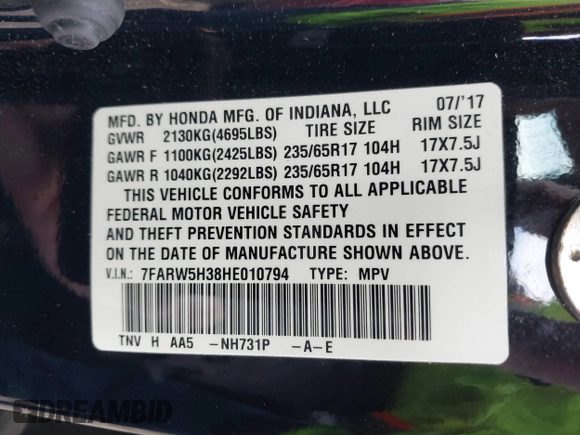 MFD. BY HONDA MFG. OF INDIANA, LLC 07/'17
GVWR 2130KG(4695LBS) TIRE SIZE RIM SIZE
GAWR F 1100KG(2425LBS) 235/65R17 104H 17X7.5J
GAWR R 1040KG(2292LBS) 235/65R17 104H 17X7.5J
THIS VEHICLE CONFORMS TO ALL APPLICABLE
FEDERAL MOTOR VEHICLE SAFETY
AND THEFT PREVENTION STANDARDS IN EFFECT
ON THE DATE OF MANUFACTURE SHOWN ABOVE.
V.I.N.: 7FARW5H38HE010794 TYPE: MPV
TNV H AA5 -NH731P -A-E
DREAMBID